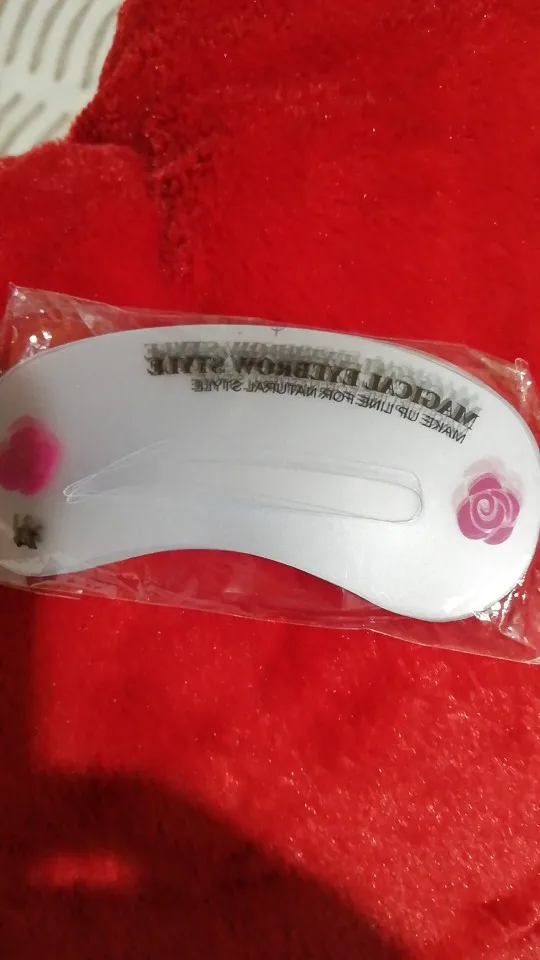 MAGICAL EYEBROW STYLE
MAKE UP LINE FOR NATURAL STYLE